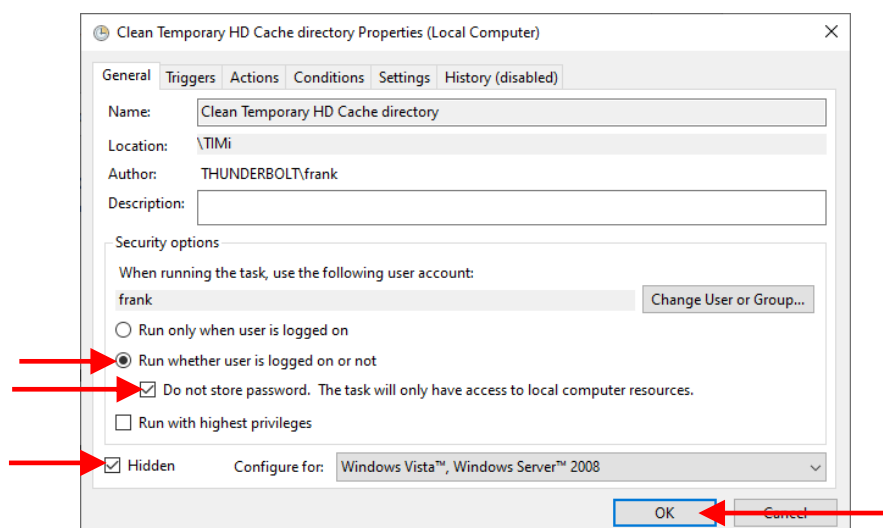 Clean Temporary HD Cache directory Properties (Local Computer)
General Triggers Actions Conditions Settings History (disabled)
Name: Clean Temporary HD Cache directory
Location: \TIMi
Author: THUNDERBOLT\frank
Description:
Security options
When running the task, use the following user account:
frank Change User or Group...
Run only when user is logged on
Run whether user is logged on or not
Do not store password. The task will only have access to local computer resources.
Run with highest privileges
Hidden Configure for: Windows Vista™, Windows Server™ 2008
OK Cancel